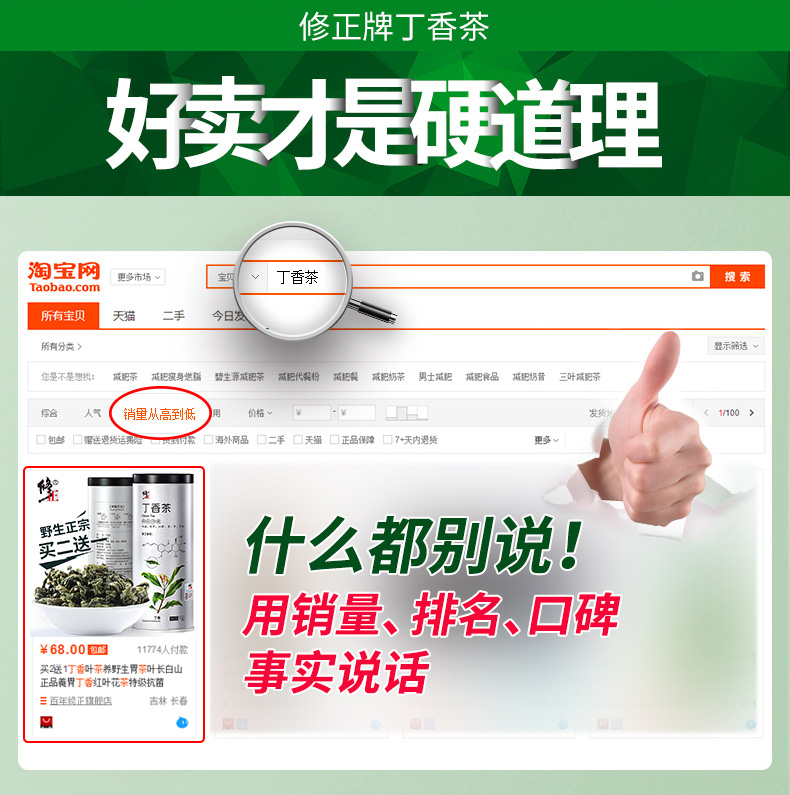 修正牌丁香茶
好卖才是硬道理
淘宝网
Taobao.com
更多市场
宝贝
丁香茶
搜索
所有宝贝 天猫 二手 今日发
所有分类 >
显示筛选
您是不是想找: 减肥茶 减肥瘦身燃脂 碧生源减肥茶 减肥代餐粉 减肥餐 减肥奶茶 男士减肥 减肥食品 减肥奶昔 三叶减肥茶
综合 人气 销量从高到低 用 价格 ¥ - ¥ 发货 < 1/100 >
包邮 赠送退货运费险 货到付款 海外商品 二手 天猫 正品保障 7+天内退货 更多
修正
丁香茶
野生正宗
买二送一
丁香
¥68.00 包邮 11774人付款
买2送1丁香叶茶养野生胃茶叶长白山
正品養胃丁香红叶花茶特级抗菌
百年修正旗舰店 吉林 长春
什么都别说！
用销量、排名、口碑
事实说话